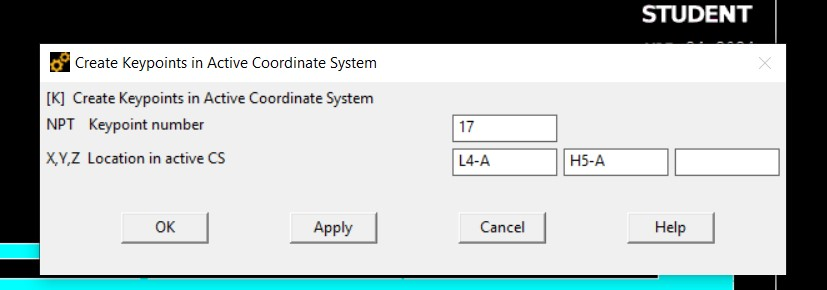 STUDENT
Create Keypoints in Active Coordinate System
[K] Create Keypoints in Active Coordinate System
NPT Keypoint number 17
X,Y,Z Location in active CS L4-A H5-A
OK Apply Cancel Help